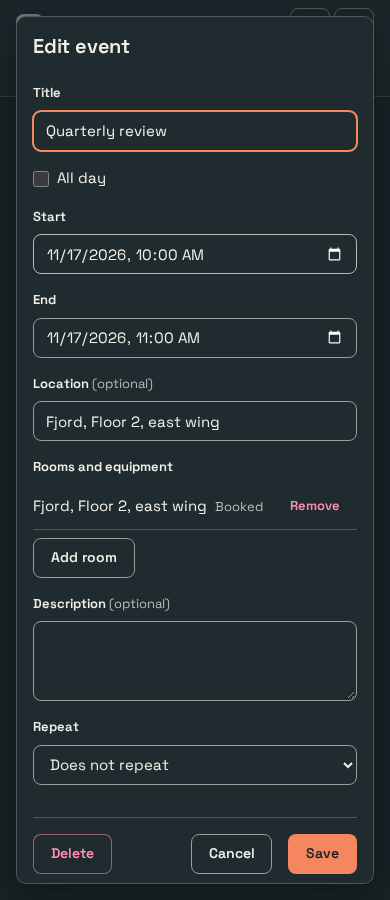 Edit event
Title
Quarterly review
All day
Start
11/17/2026, 10:00 AM
End
11/17/2026, 11:00 AM
Location (optional)
Fjord, Floor 2, east wing
Rooms and equipment
Fjord, Floor 2, east wing Booked Remove
Add room
Description (optional)
Repeat
Does not repeat
Delete Cancel Save